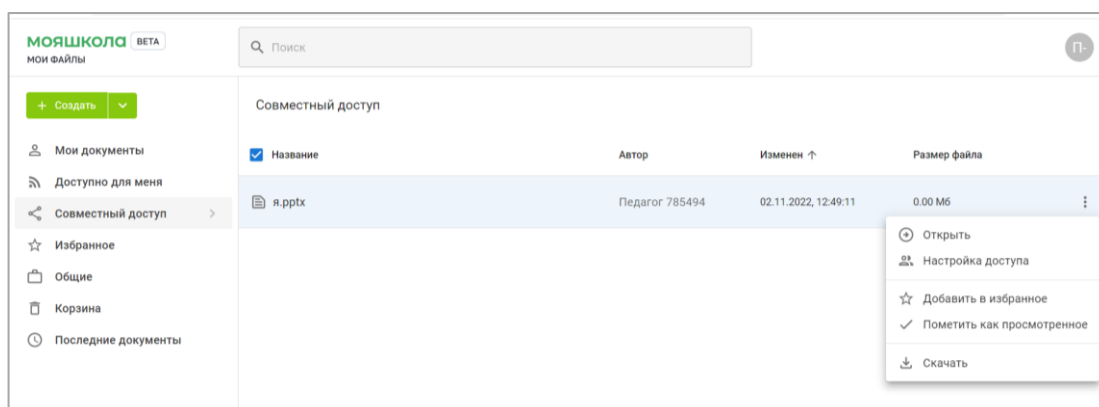 МОЯШКОЛА BETA
МОИ ФАЙЛЫ
Поиск
П-
+ Создать
Мои документы
Доступно для меня
Совместный доступ
Избранное
Общие
Корзина
Последние документы
Совместный доступ
Название Автор Изменен ↑ Размер файла
я.pptx Педагог 785494 02.11.2022, 12:49:11 0.00 Мб
Открыть
Настройка доступа
Добавить в избранное
Пометить как просмотренное
Скачать